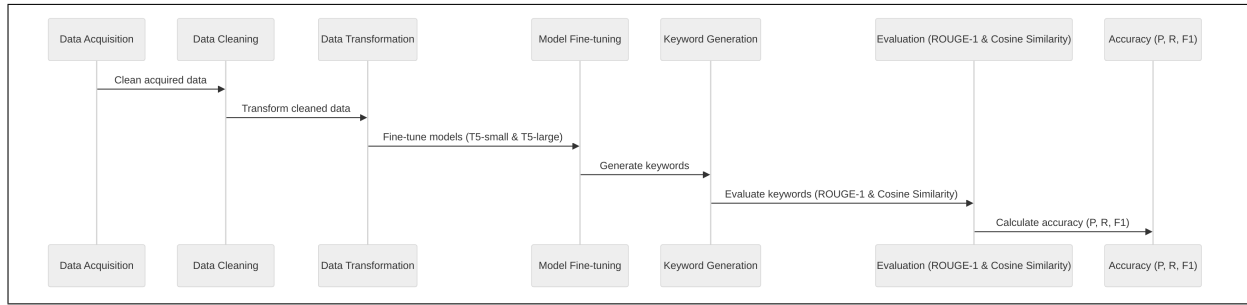 Data Acquisition
Data Cleaning
Data Transformation
Model Fine-tuning
Keyword Generation
Evaluation (ROUGE-1 & Cosine Similarity)
Accuracy (P, R, F1)
Clean acquired data
Transform cleaned data
Fine-tune models (T5-small & T5-large)
Generate keywords
Evaluate keywords (ROUGE-1 & Cosine Similarity)
Calculate accuracy (P, R, F1)
Data Acquisition
Data Cleaning
Data Transformation
Model Fine-tuning
Keyword Generation
Evaluation (ROUGE-1 & Cosine Similarity)
Accuracy (P, R, F1)